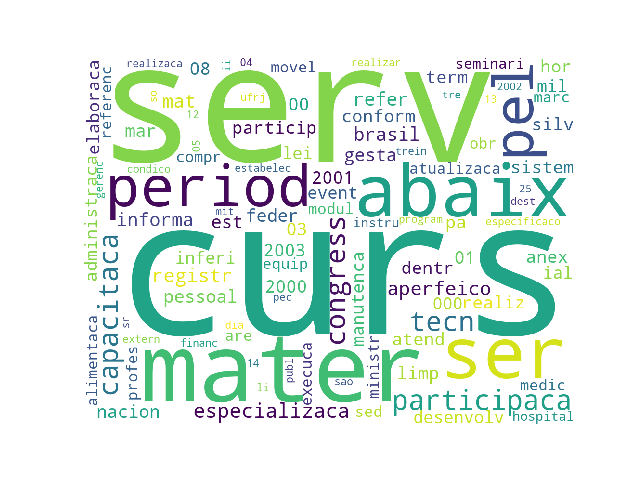 realizaca
08
ii
04
movel
realizar
seminari
hor
elaboraca
referenc
so
mat
ufrj
00
refer
term
tre
2002
mil
marc
serv
pel
12
13
mar
particip
conform
brasil
obr
silv
05
compr
lei
gesta
trein
atualizaca
sistem
administraca
gerenc
condico
estabelec
period
2001
event
abaix
25
dest
informa
est
mit
feder
modul
instru
program
pa
especificaco
curs
capacitaca
inferi
registr
pessoal
03
2003
equip
2000
pec
congress
manutenca
dentr
aperfeico
01
anex
ial
000
realiz
alimentaca
sr
profes
extern
dia
are
tecn
atend
ser
mater
financ
14
li
publ
sao
execuca
ministr
limp
medic
participaca
nacion
especializaca
sed
desenvolv
hospital